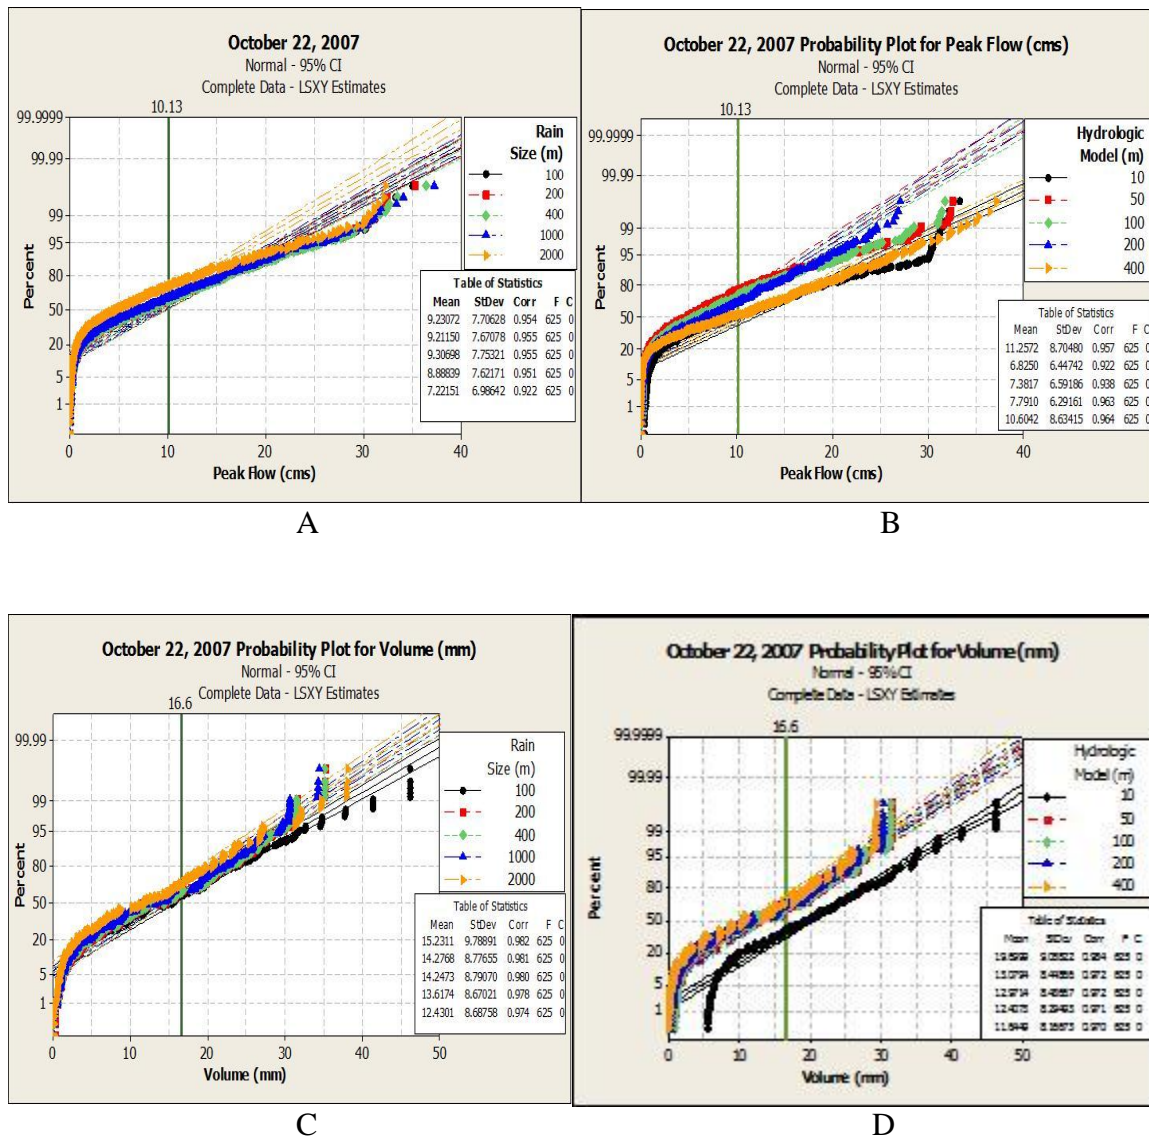 October 22, 2007
Normal - 95% CI
Complete Data - LSXY Estimates
10.13
99.9999
99.99
99
95
80
50
20
5
1
Percent
0 10 20 30 40
Peak Flow (cms)
Rain
Size (m)
100
200
400
1000
2000
Table of Statistics
Mean StDev Corr F C
9.23072 7.70628 0.954 625 0
9.21150 7.67078 0.955 625 0
9.30698 7.75321 0.955 625 0
8.88839 7.62171 0.951 625 0
7.22151 6.98642 0.922 625 0
A
October 22, 2007 Probability Plot for Peak Flow (cms)
Normal - 95% CI
Complete Data - LSXY Estimates
10.13
99.9999
99.99
99
95
80
50
20
5
1
Percent
0 10 20 30 40
Peak Flow (cms)
Hydrologic
Model (m)
10
50
100
200
400
Table of Statistics
Mean StDev Corr F C
11.2572 8.70480 0.957 625 0
6.8250 6.44742 0.922 625 0
7.3817 6.59186 0.938 625 0
7.7910 6.29161 0.963 625 0
10.6042 8.63415 0.964 625 0
B
October 22, 2007 Probability Plot for Volume (mm)
Normal - 95% CI
Complete Data - LSXY Estimates
16.6
99.99
99
95
80
50
20
5
1
Percent
0 10 20 30 40 50
Volume (mm)
Rain
Size (m)
100
200
400
1000
2000
Table of Statistics
Mean StDev Corr F C
15.2311 9.78891 0.982 625 0
14.2768 8.77655 0.981 625 0
14.2473 8.79070 0.980 625 0
13.6174 8.67021 0.978 625 0
12.4301 8.68758 0.974 625 0
C
October 22, 2007 Probability Plot for Volume (mm)
Normal - 95% CI
Complete Data - LSXY Estimates
16.6
99.9999
99.99
99
95
80
50
20
5
1
Percent
0 10 20 30 40 50
Volume (mm)
Hydrologic
Model (m)
10
50
100
200
400
Table of Statistics
Mean StDev Corr F C
0.972 625 0
0.972 625 0
0.971 625 0
0.970 625 0
D